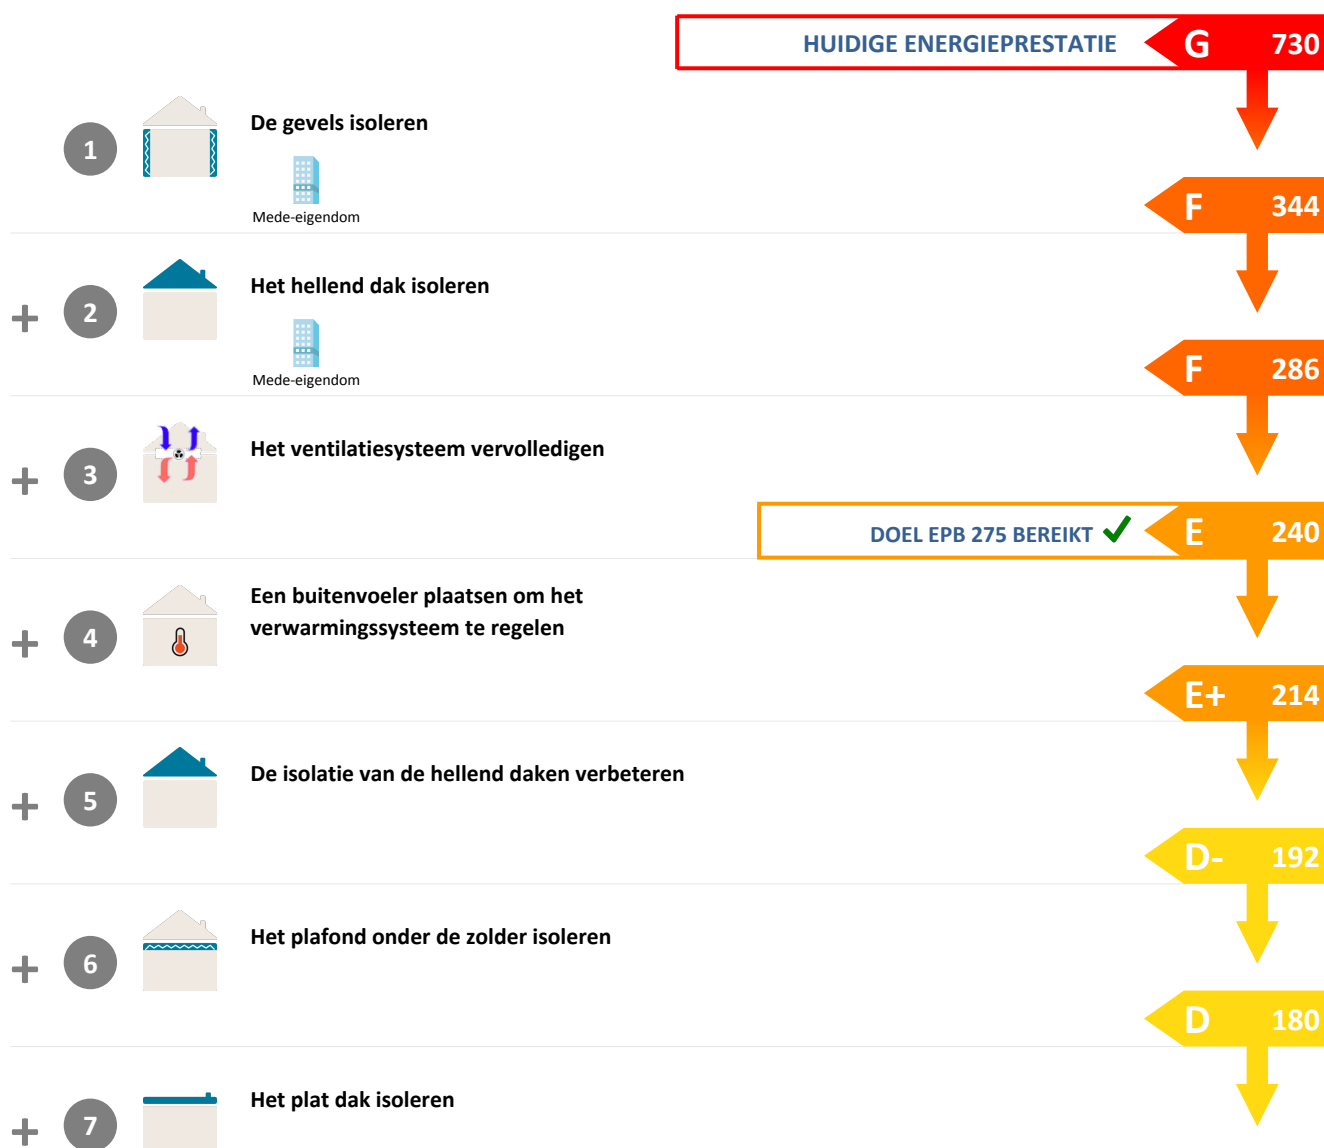 HUIDIGE ENERGIEPRESTATIE G 730
1 De gevels isoleren
Mede-eigendom
F 344
+ 2 Het hellend dak isoleren
Mede-eigendom
F 286
+ 3 Het ventilatiesysteem vervolledigen
DOEL EPB 275 BEREIKT ✓ E 240
+ 4 Een buitenvoeler plaatsen om het
verwarmingssysteem te regelen
E+ 214
+ 5 De isolatie van de hellend daken verbeteren
D- 192
+ 6 Het plafond onder de zolder isoleren
D 180
+ 7 Het plat dak isoleren